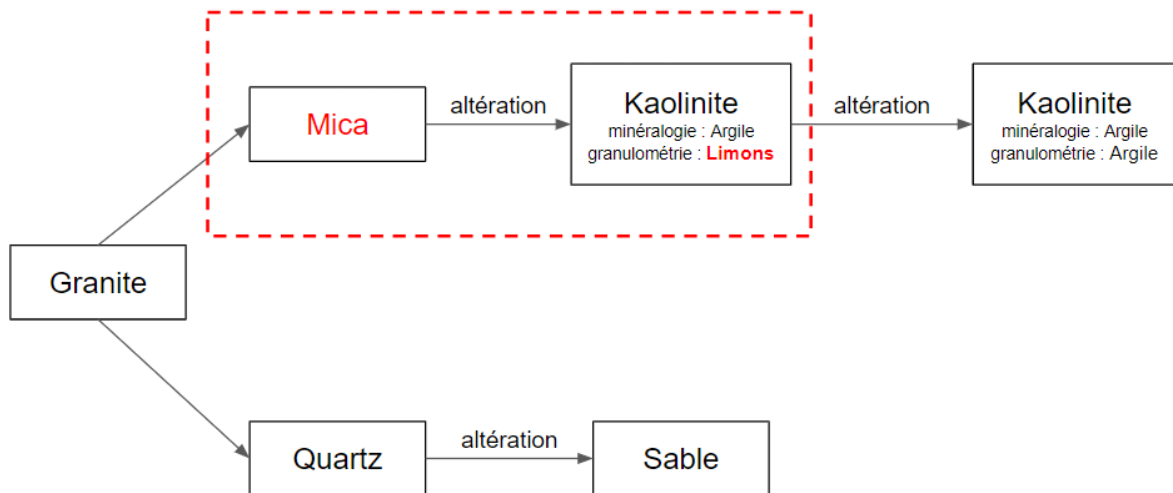 Mica
altération
Kaolinite
minéralogie : Argile
granulométrie : Limons
altération
Kaolinite
minéralogie : Argile
granulométrie : Argile
Granite
Quartz
altération
Sable